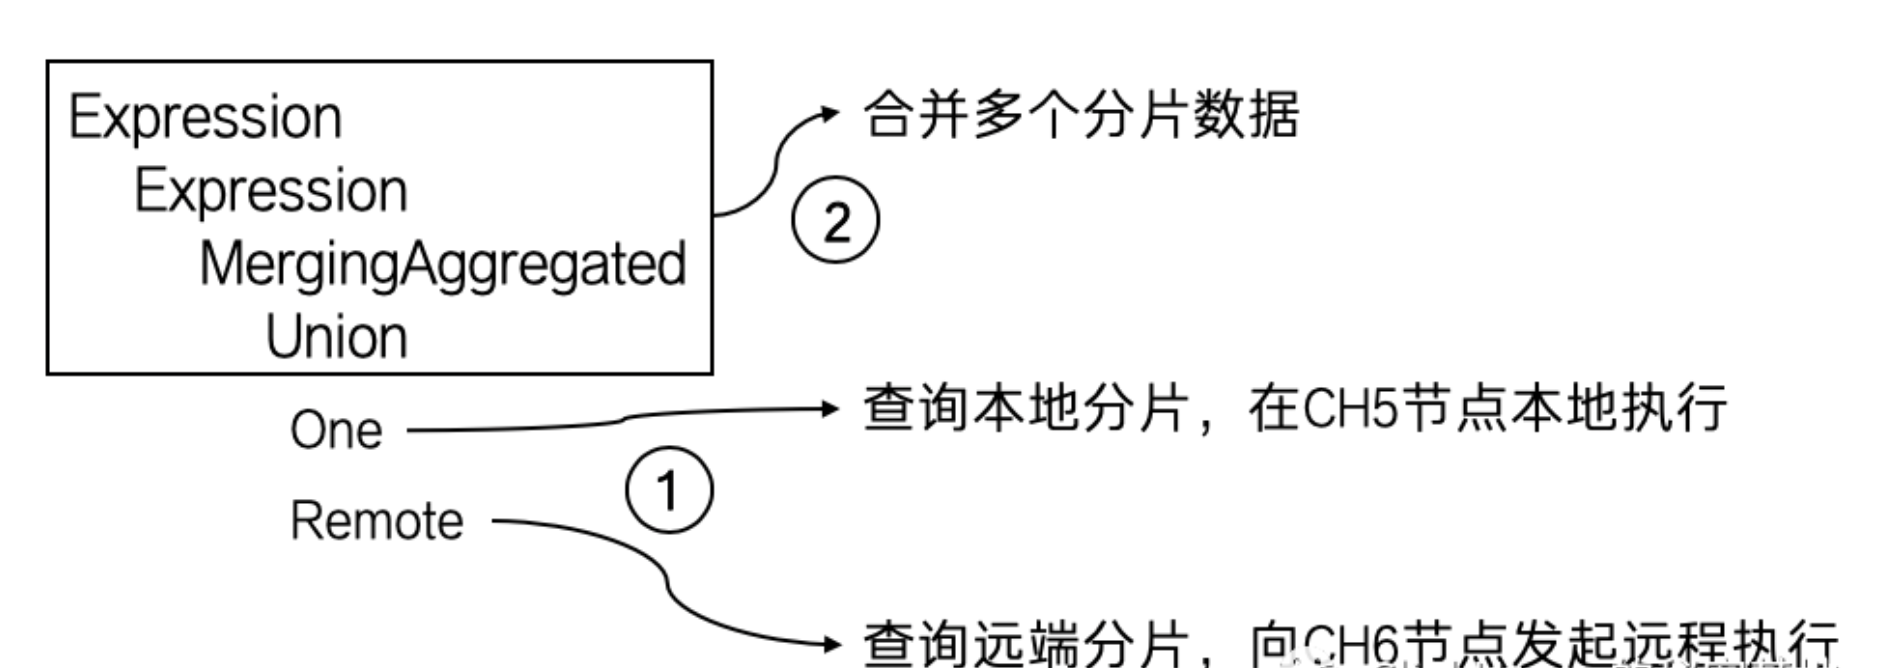 Expression
Expression
MergingAggregated
Union
合并多个分片数据
②
One
查询本地分片，在CH5节点本地执行
①
Remote
查询远端分片，向CH6节点发起远程执行